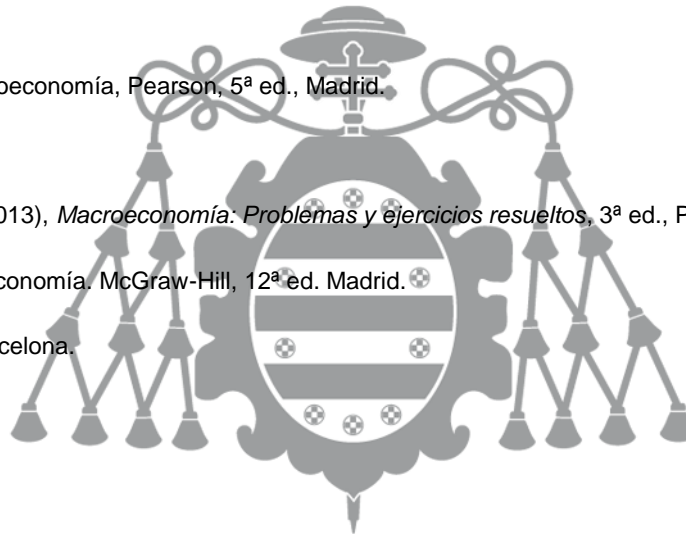 oeconomía, Pearson, 5ª ed., Madrid.
013), Macroeconomía: Problemas y ejercicios resueltos, 3ª ed., P
conomía. McGraw-Hill, 12ª ed. Madrid.
celona.